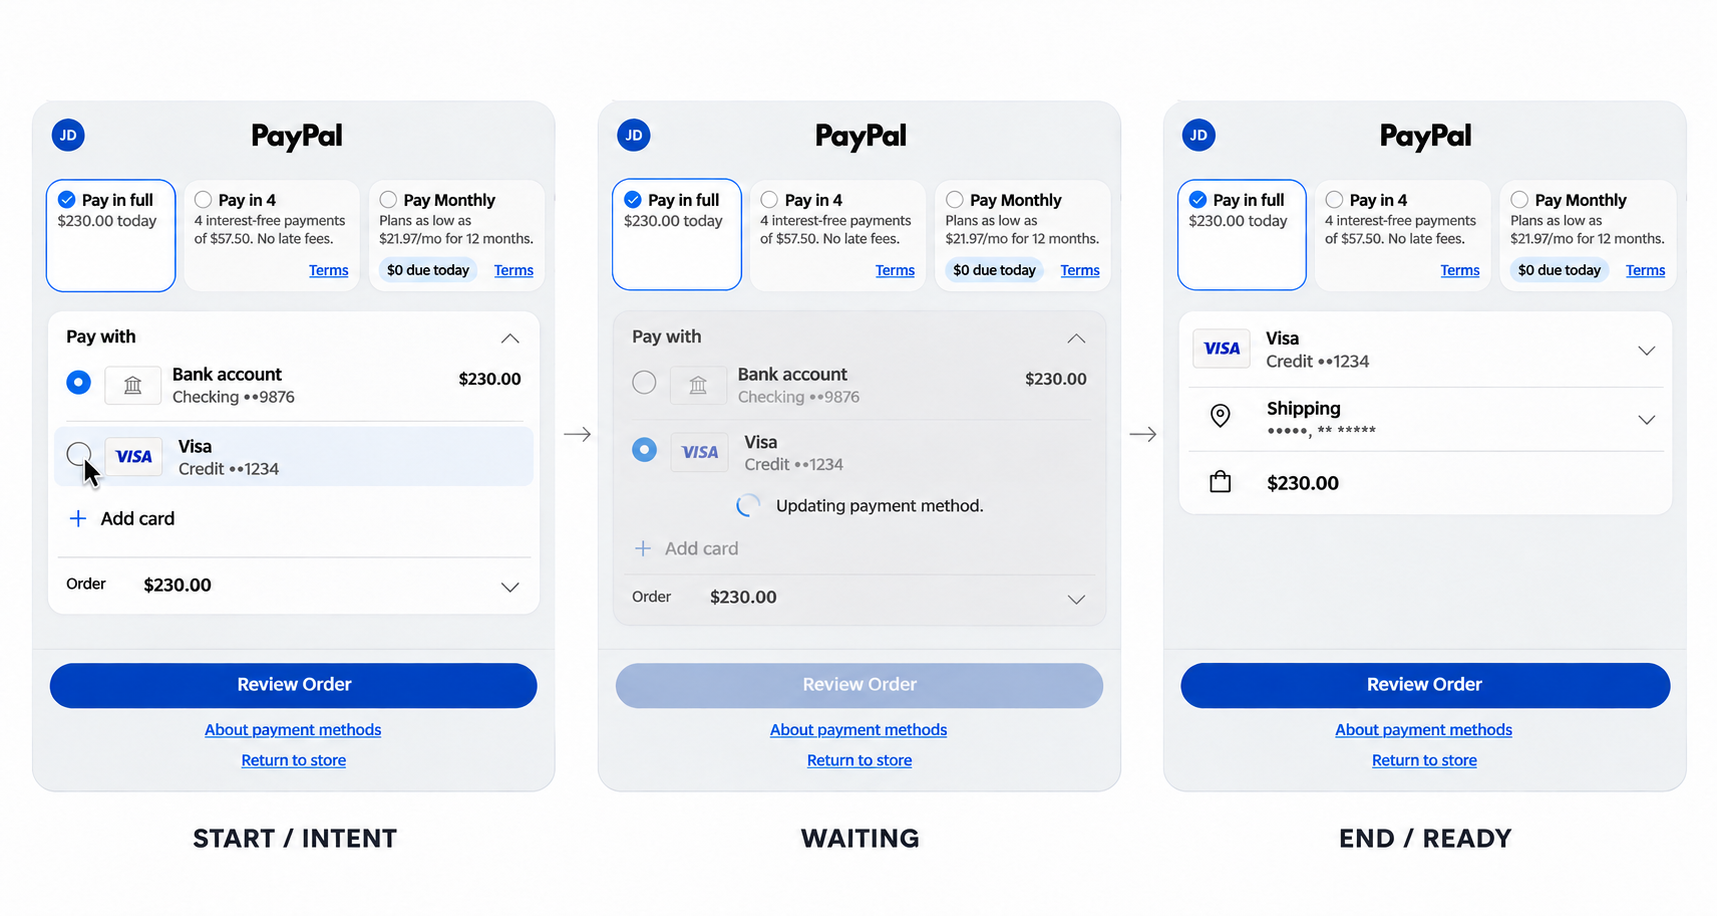 JD
PayPal
Pay in full
$230.00 today
Pay in 4
4 interest-free payments
of $57.50. No late fees.
Terms
Pay Monthly
Plans as low as
$21.97/mo for 12 months.
$0 due today Terms
Pay with
Bank account
Checking ••9876
$230.00
VISA
Visa
Credit ••1234
+ Add card
Order $230.00
Review Order
About payment methods
Return to store
START / INTENT
JD
PayPal
Pay in full
$230.00 today
Pay in 4
4 interest-free payments
of $57.50. No late fees.
Terms
Pay Monthly
Plans as low as
$21.97/mo for 12 months.
$0 due today Terms
Pay with
Bank account
Checking ••9876
$230.00
VISA
Visa
Credit ••1234
Updating payment method.
+ Add card
Order $230.00
Review Order
About payment methods
Return to store
WAITING
JD
PayPal
Pay in full
$230.00 today
Pay in 4
4 interest-free payments
of $57.50. No late fees.
Terms
Pay Monthly
Plans as low as
$21.97/mo for 12 months.
$0 due today Terms
VISA
Visa
Credit ••1234
Shipping
•••••, ** *****
$230.00
Review Order
About payment methods
Return to store
END / READY